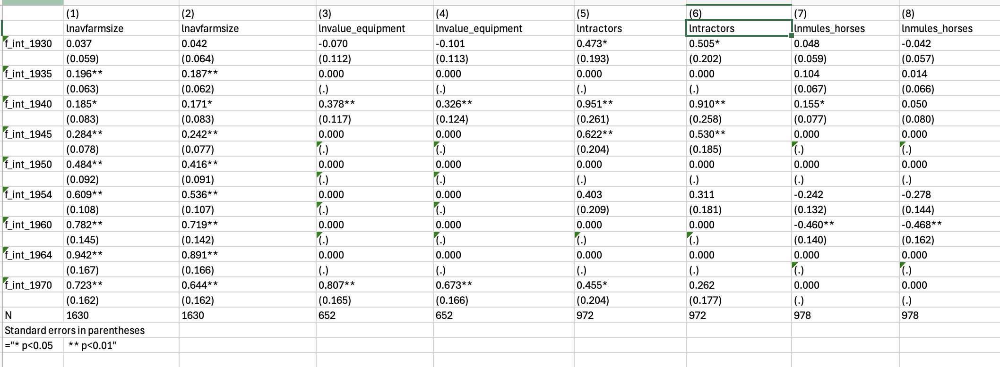 (1) (2) (3) (4) (5) (6) (7) (8)
lnavfarmsize lnavfarmsize lnvalue_equipment lnvalue_equipment lntractors lntractors lnmules_horses lnmules_horses
f_int_1930 0.037 0.042 -0.070 -0.101 0.473* 0.505* 0.048 -0.042
(0.059) (0.064) (0.112) (0.113) (0.193) (0.202) (0.059) (0.057)
f_int_1935 0.196** 0.187** 0.000 0.000 0.000 0.000 0.104 0.014
(0.063) (0.062) (.) (.) (.) (.) (0.067) (0.066)
f_int_1940 0.185* 0.171* 0.378** 0.326** 0.951** 0.910** 0.155* 0.050
(0.083) (0.083) (0.117) (0.124) (0.261) (0.258) (0.077) (0.080)
f_int_1945 0.284** 0.242** 0.000 0.000 0.622** 0.530** 0.000 0.000
(0.078) (0.077) (.) (.) (0.204) (0.185) (.) (.)
f_int_1950 0.484** 0.416** 0.000 0.000 0.000 0.000 0.000 0.000
(0.092) (0.091) (.) (.) (.) (.) (.) (.)
f_int_1954 0.609** 0.536** 0.000 0.000 0.403 0.311 -0.242 -0.278
(0.108) (0.107) (.) (.) (0.209) (0.181) (0.132) (0.144)
f_int_1960 0.782** 0.719** 0.000 0.000 0.000 0.000 -0.460** -0.468**
(0.145) (0.142) (.) (.) (.) (.) (0.140) (0.162)
f_int_1964 0.942** 0.891** 0.000 0.000 0.000 0.000 0.000 0.000
(0.167) (0.166) (.) (.) (.) (.) (.) (.)
f_int_1970 0.723** 0.644** 0.807** 0.673** 0.455* 0.262 0.000 0.000
(0.162) (0.162) (0.165) (0.166) (0.204) (0.177) (.) (.)
N 1630 1630 652 652 972 972 978 978
Standard errors in parentheses
="* p<0.05 ** p<0.01"